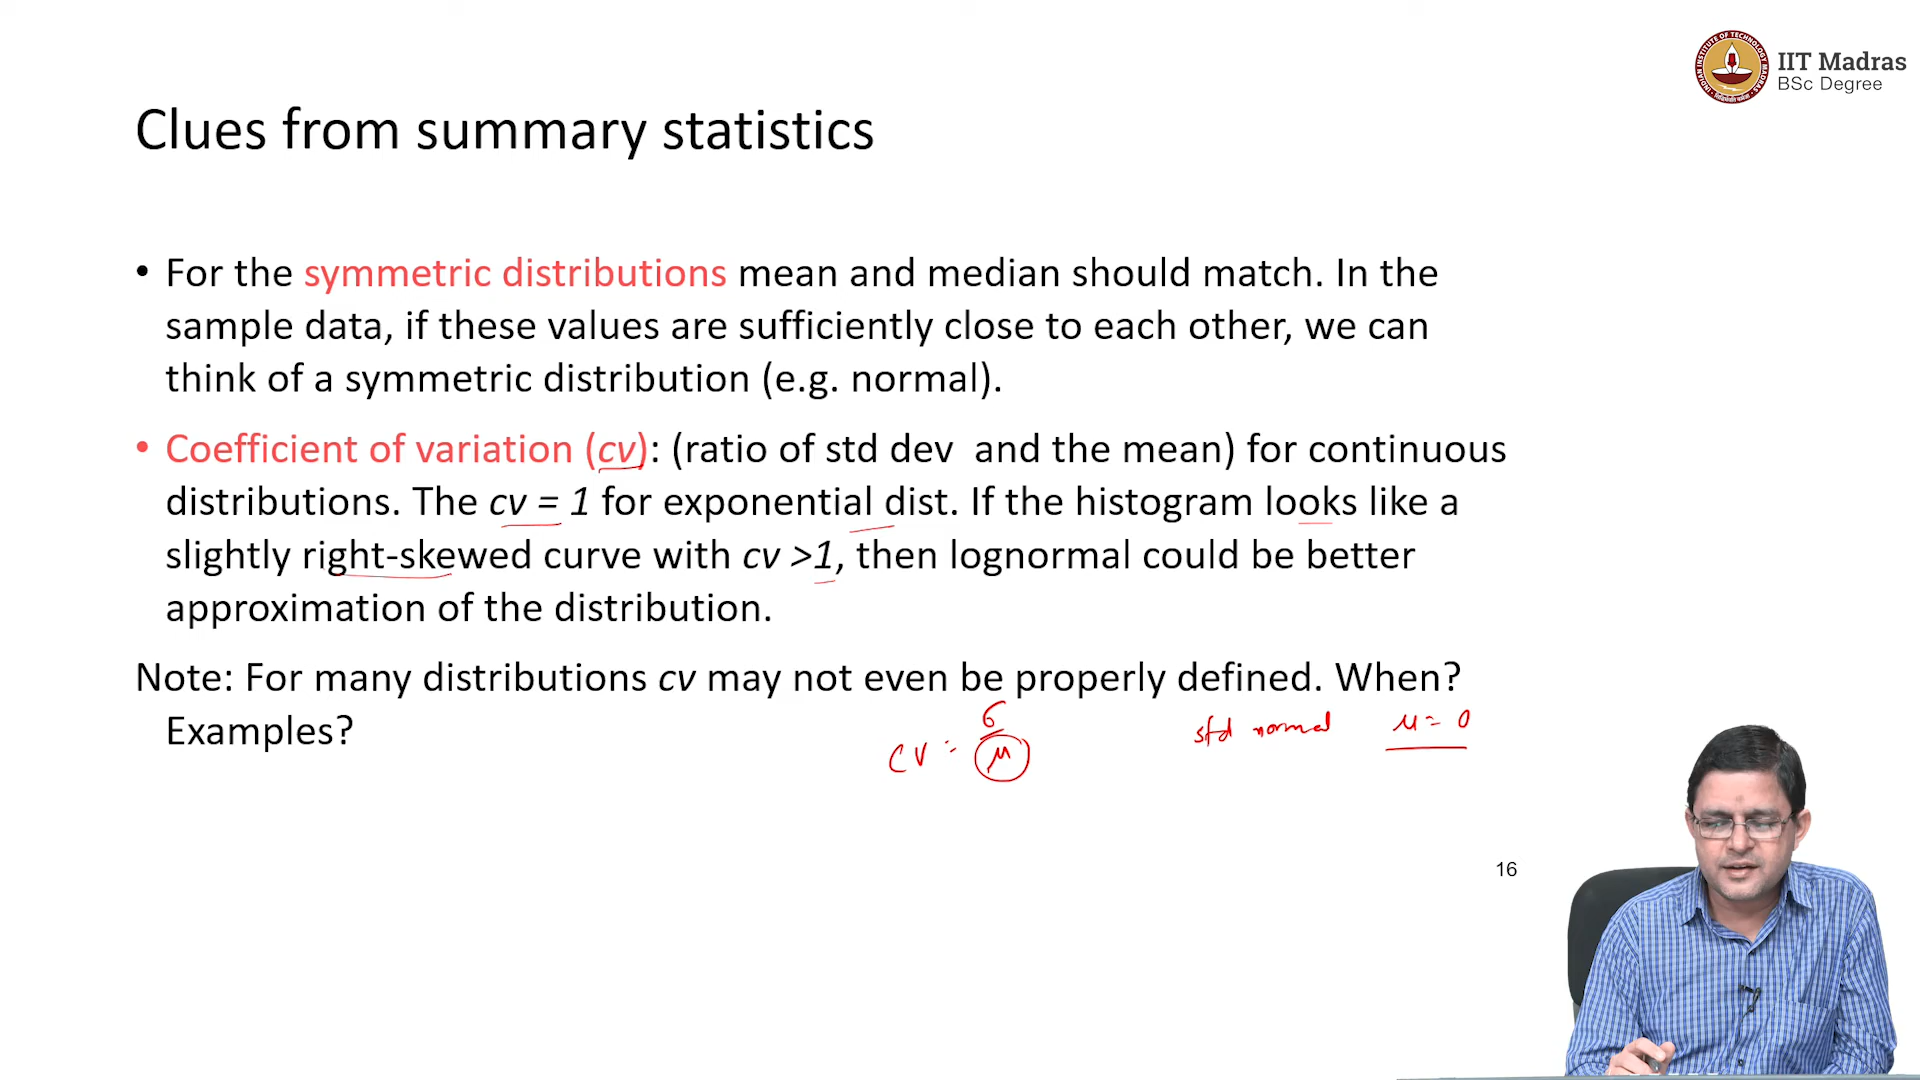 IIT Madras
BSc Degree
Clues from summary statistics
• For the symmetric distributions mean and median should match. In the
sample data, if these values are sufficiently close to each other, we can
think of a symmetric distribution (e.g. normal).
• Coefficient of variation (cv): (ratio of std dev and the mean) for continuous
distributions. The cv = 1 for exponential dist. If the histogram looks like a
slightly right-skewed curve with cv >1, then lognormal could be better
approximation of the distribution.
Note: For many distributions cv may not even be properly defined. When?
Examples?
cv = σ/μ
std normal μ = 0
16